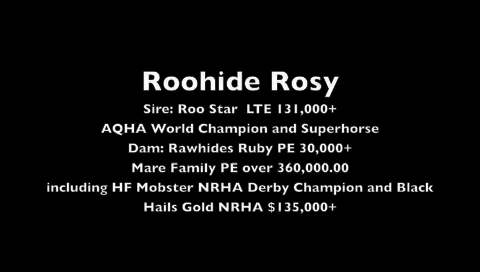 Roohide Rosy
Sire: Roo Star LTE 131,000+
AQHA World Champion and Superhorse
Dam: Rawhides Ruby PE 30,000+
Mare Family PE over 360,000.00
including HF Mobster NRHA Derby Champion and Black
Hails Gold NRHA $135,000+